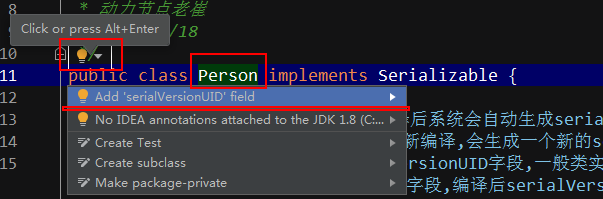 8
* 动力节点老崔
Click or press Alt+Enter
/18
10
*/
11 public class Person implements Serializable {
12
Add 'serialVersionUID' field
后系统会自动生成seria
13
No IDEA annotations attached to the JDK 1.8 (C:...
新编译,会生成一个新的s
14
Create Test
Create subclass
ersionUID字段,一般类实
15
Make package-private
字段,编译后serialVers